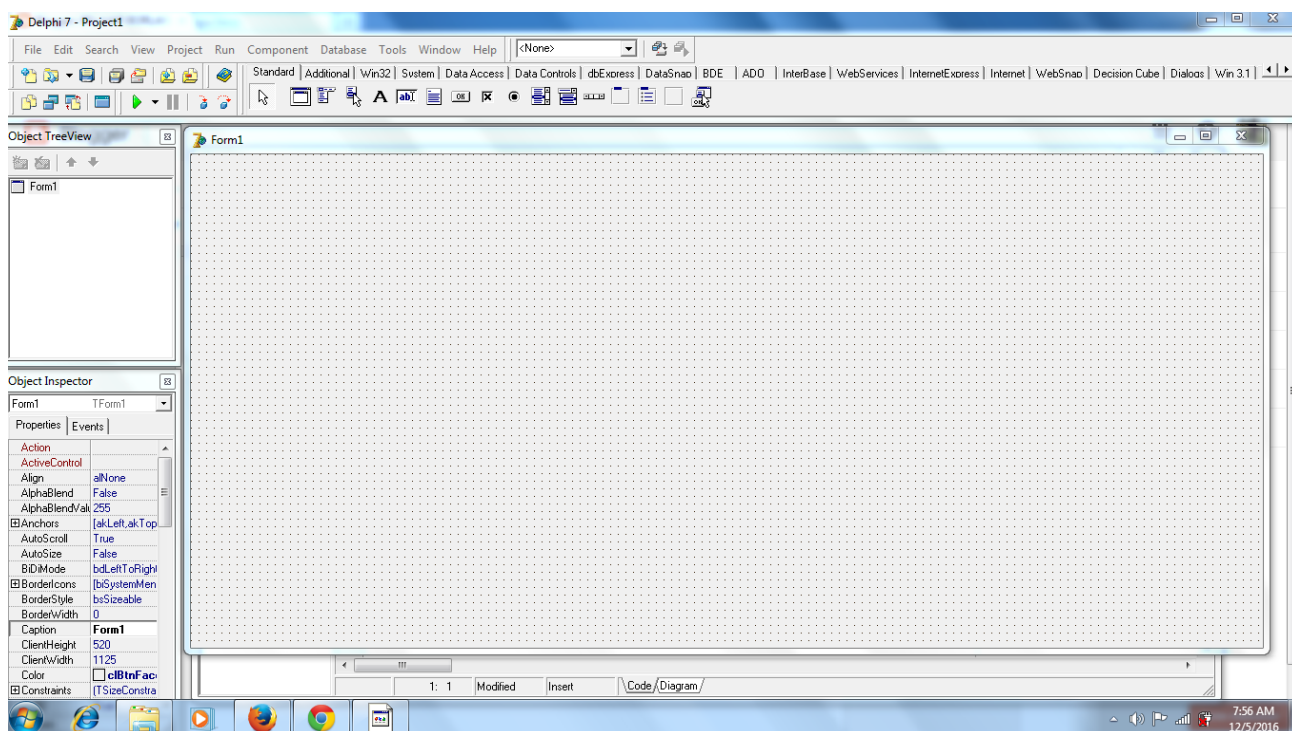 Delphi 7 - Project1
File Edit Search View Project Run Component Database Tools Window Help <None>
Standard Additional Win32 System Data Access Data Controls dbExpress DataSnap BDE ADO InterBase WebServices InternetExpress Internet WebSnap Decision Cube Dialogs Win 3.1
A ab OK
Object TreeView
Form1
Form1
Object Inspector
Form1 TForm1
Properties Events
Action
ActiveControl
Align alNone
AlphaBlend False
AlphaBlendValu 255
Anchors [akLeft,akTop
AutoScroll True
AutoSize False
BiDiMode bdLeftToRight
BorderIcons [biSystemMen
BorderStyle bsSizeable
BorderWidth 0
Caption Form1
ClientHeight 520
ClientWidth 1125
Color clBtnFac
Constraints (TSizeConstra
1: 1 Modified Insert Code Diagram
7:56 AM
12/5/2016